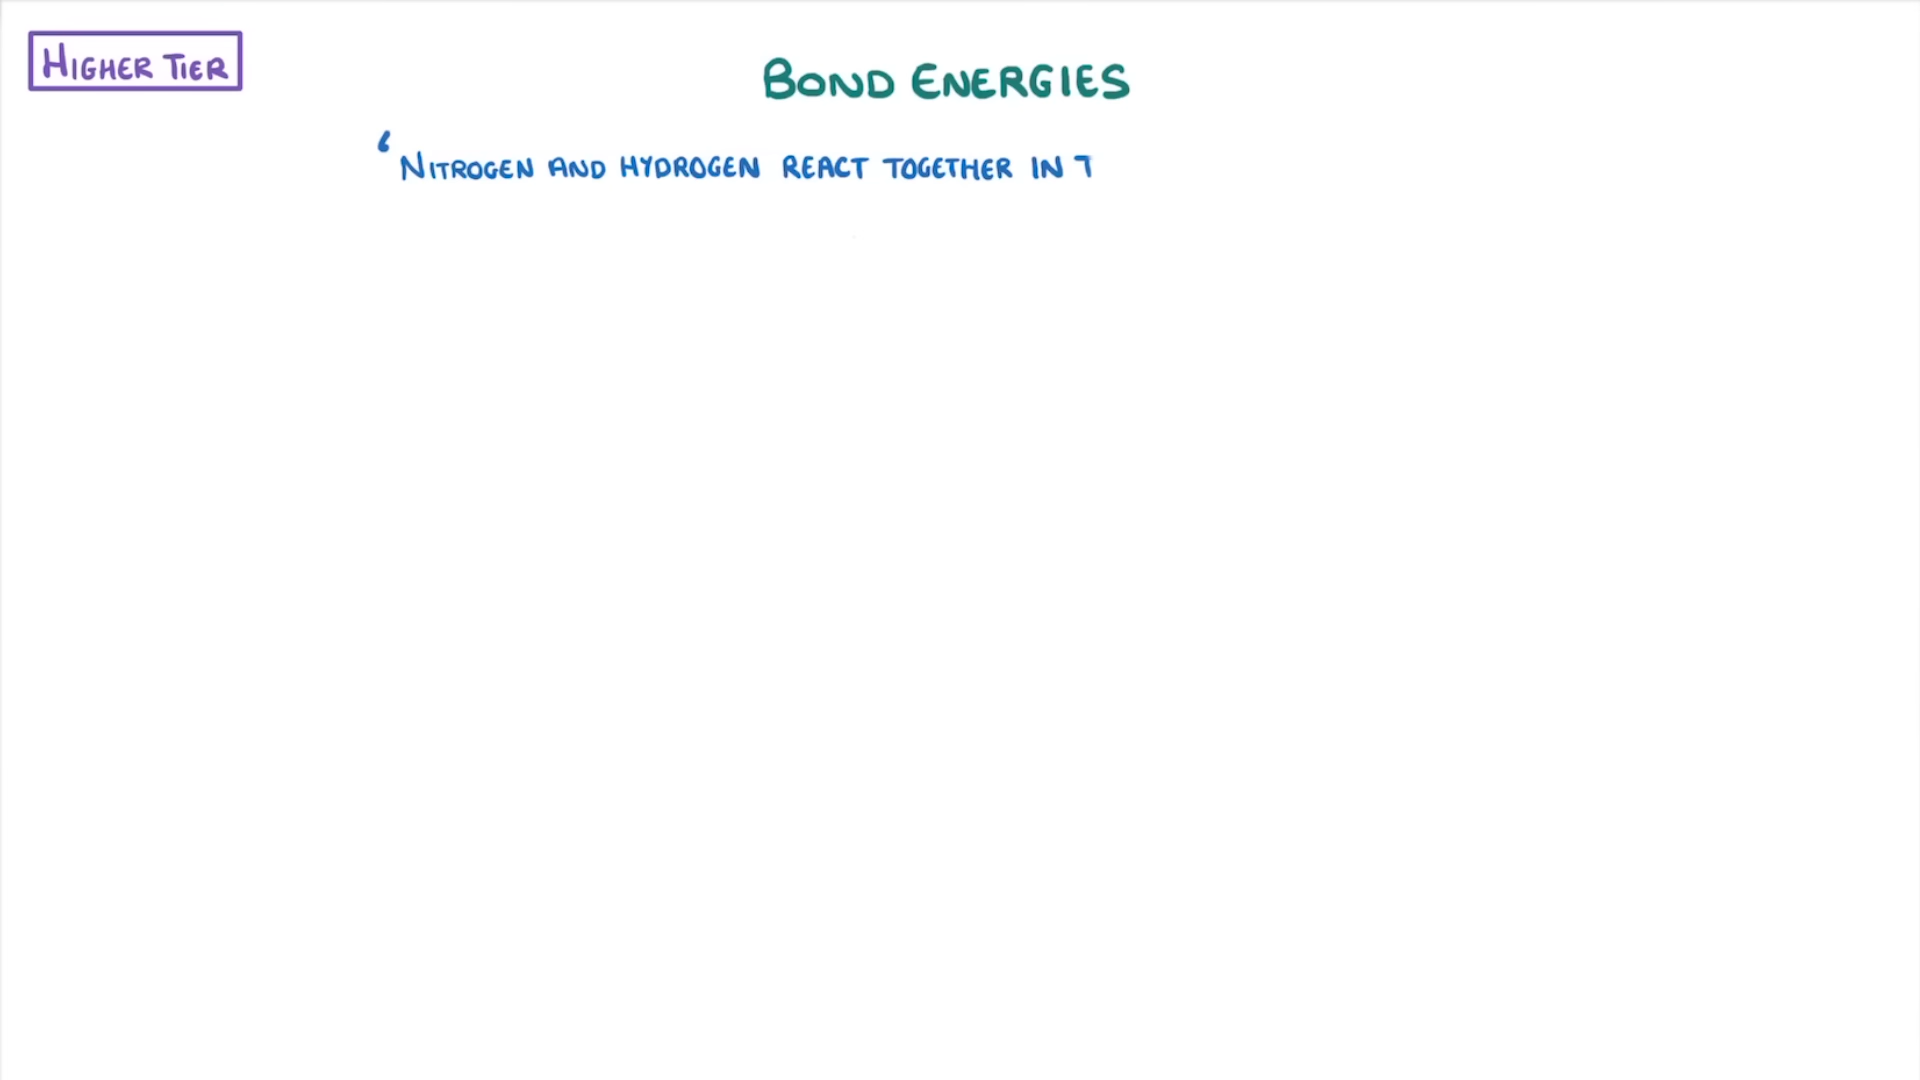 HIGHER TIER
BOND ENERGIES
‘NITROGEN AND HYDROGEN REACT TOGETHER IN T